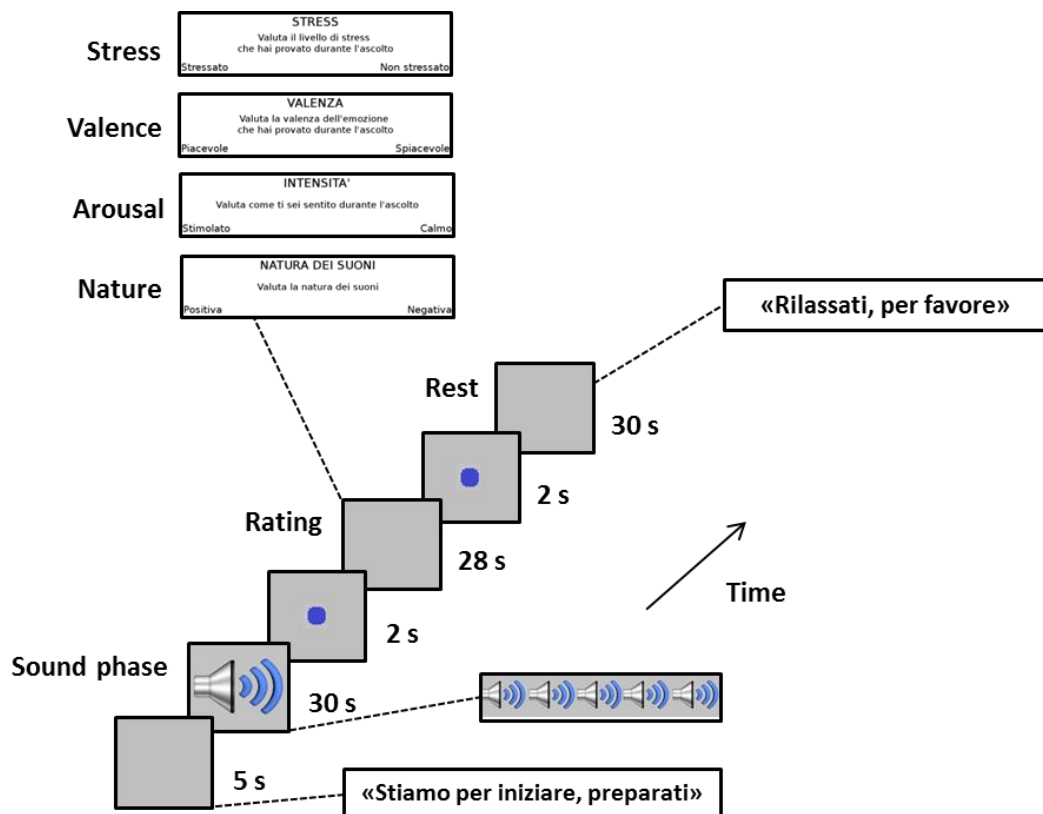 Stress
STRESS
Valuta il livello di stress
che hai provato durante l'ascolto
Stressato Non stressato
Valence
VALENZA
Valuta la valenza dell'emozione
che hai provato durante l'ascolto
Piacevole Spiacevole
Arousal
INTENSITA'
Valuta come ti sei sentito durante l'ascolto
Stimolato Calmo
Nature
NATURA DEI SUONI
Valuta la natura dei suoni
Positiva Negativa
«Rilassati, per favore»
Rest
30 s
2 s
Rating
28 s
Time
2 s
Sound phase
30 s
5 s
«Stiamo per iniziare, preparati»